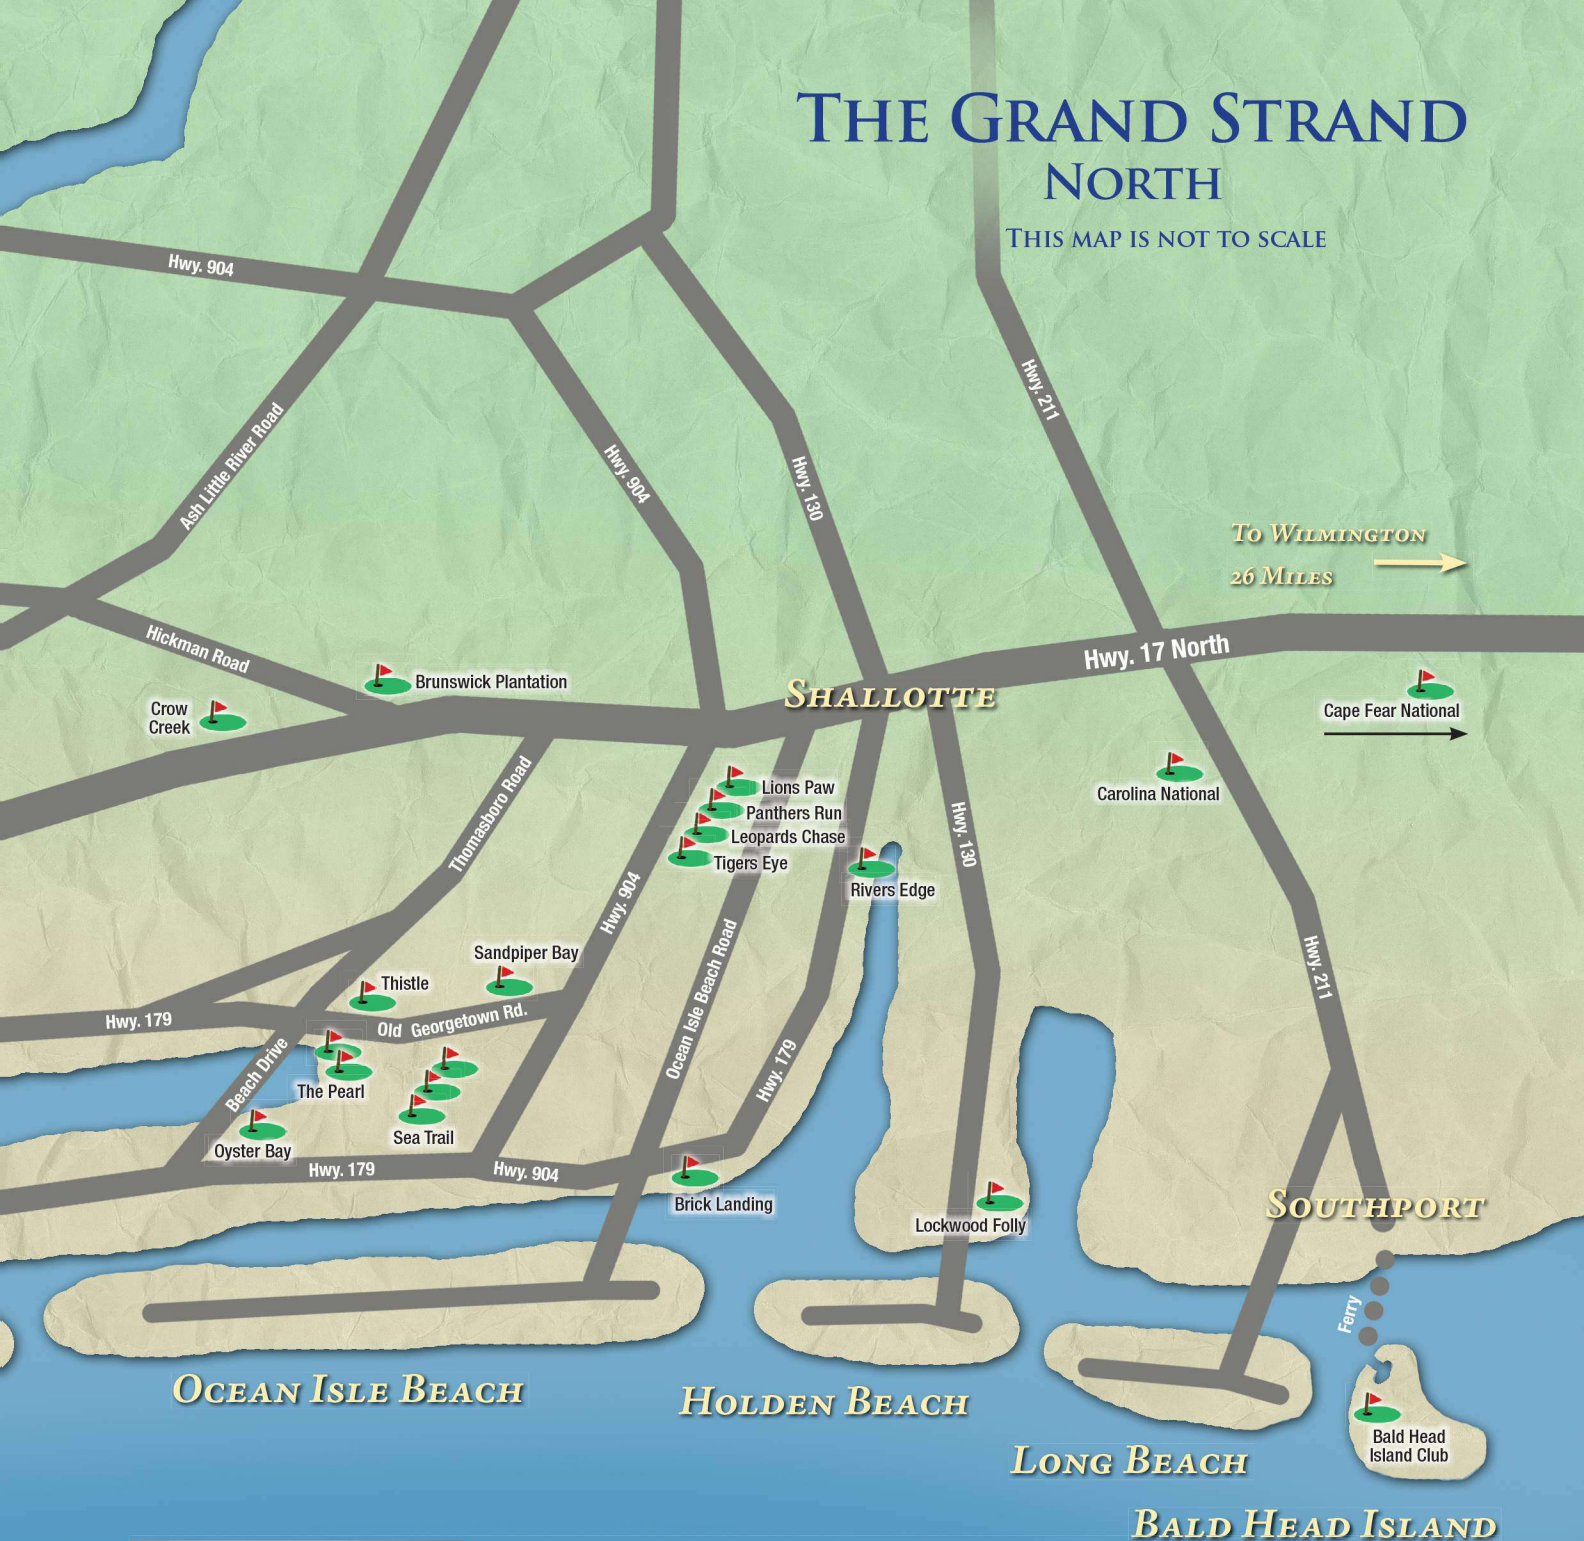 The Grand Strand
North
This map is not to scale
Hwy. 904
Hwy. 211
Ash Little River Road
Hwy. 904
Hwy. 130
To Wilmington
26 Miles
Hickman Road
Hwy. 17 North
Brunswick Plantation
Shallotte
Crow
Creek
Cape Fear National
Thomasboro Road
Lions Paw
Carolina National
Panthers Run
Leopards Chase
Hwy. 130
Tigers Eye
Hwy. 904
Rivers Edge
Sandpiper Bay
Thistle
Hwy. 211
Ocean Isle Beach Road
Hwy. 179
Old Georgetown Rd.
Beach Drive
The Pearl
Hwy. 179
Sea Trail
Oyster Bay
Hwy. 179
Hwy. 904
Brick Landing
Southport
Lockwood Folly
Ferry
Ocean Isle Beach
Holden Beach
Bald Head
Island Club
Long Beach
Bald Head Island